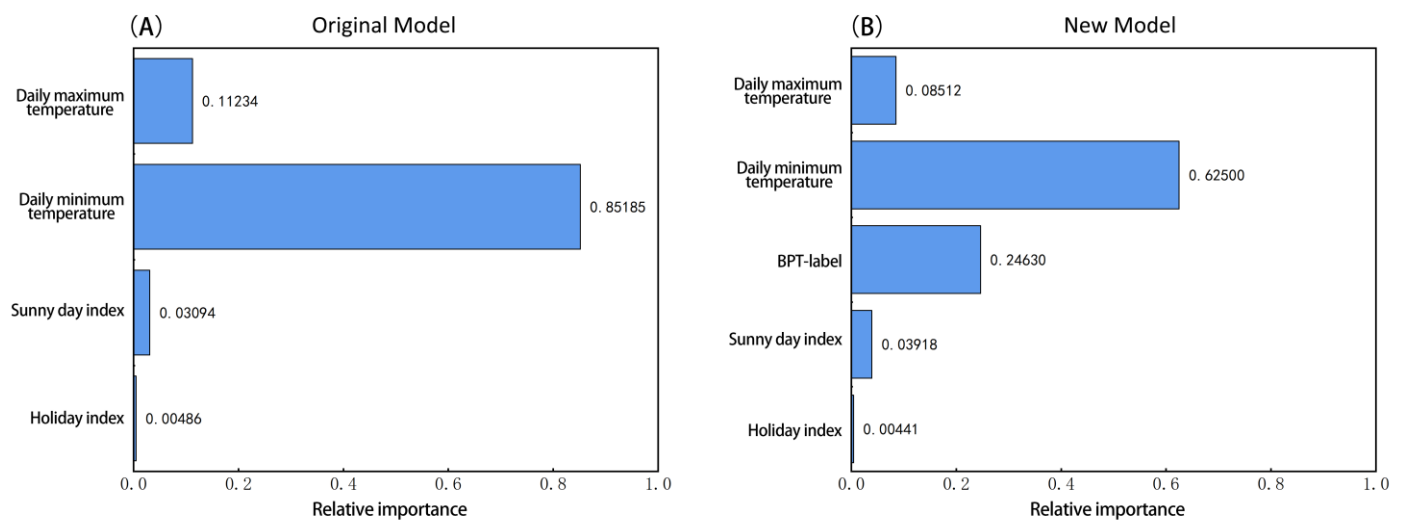 (A) Original Model
Daily maximum
temperature
0.11234
Daily minimum
temperature
0.85185
Sunny day index
0.03094
Holiday index
0.00486
0.0 0.2 0.4 0.6 0.8 1.0
Relative importance
(B) New Model
Daily maximum
temperature
0.08512
Daily minimum
temperature
0.62500
BPT-label
0.24630
Sunny day index
0.03918
Holiday index
0.00441
0.0 0.2 0.4 0.6 0.8 1.0
Relative importance